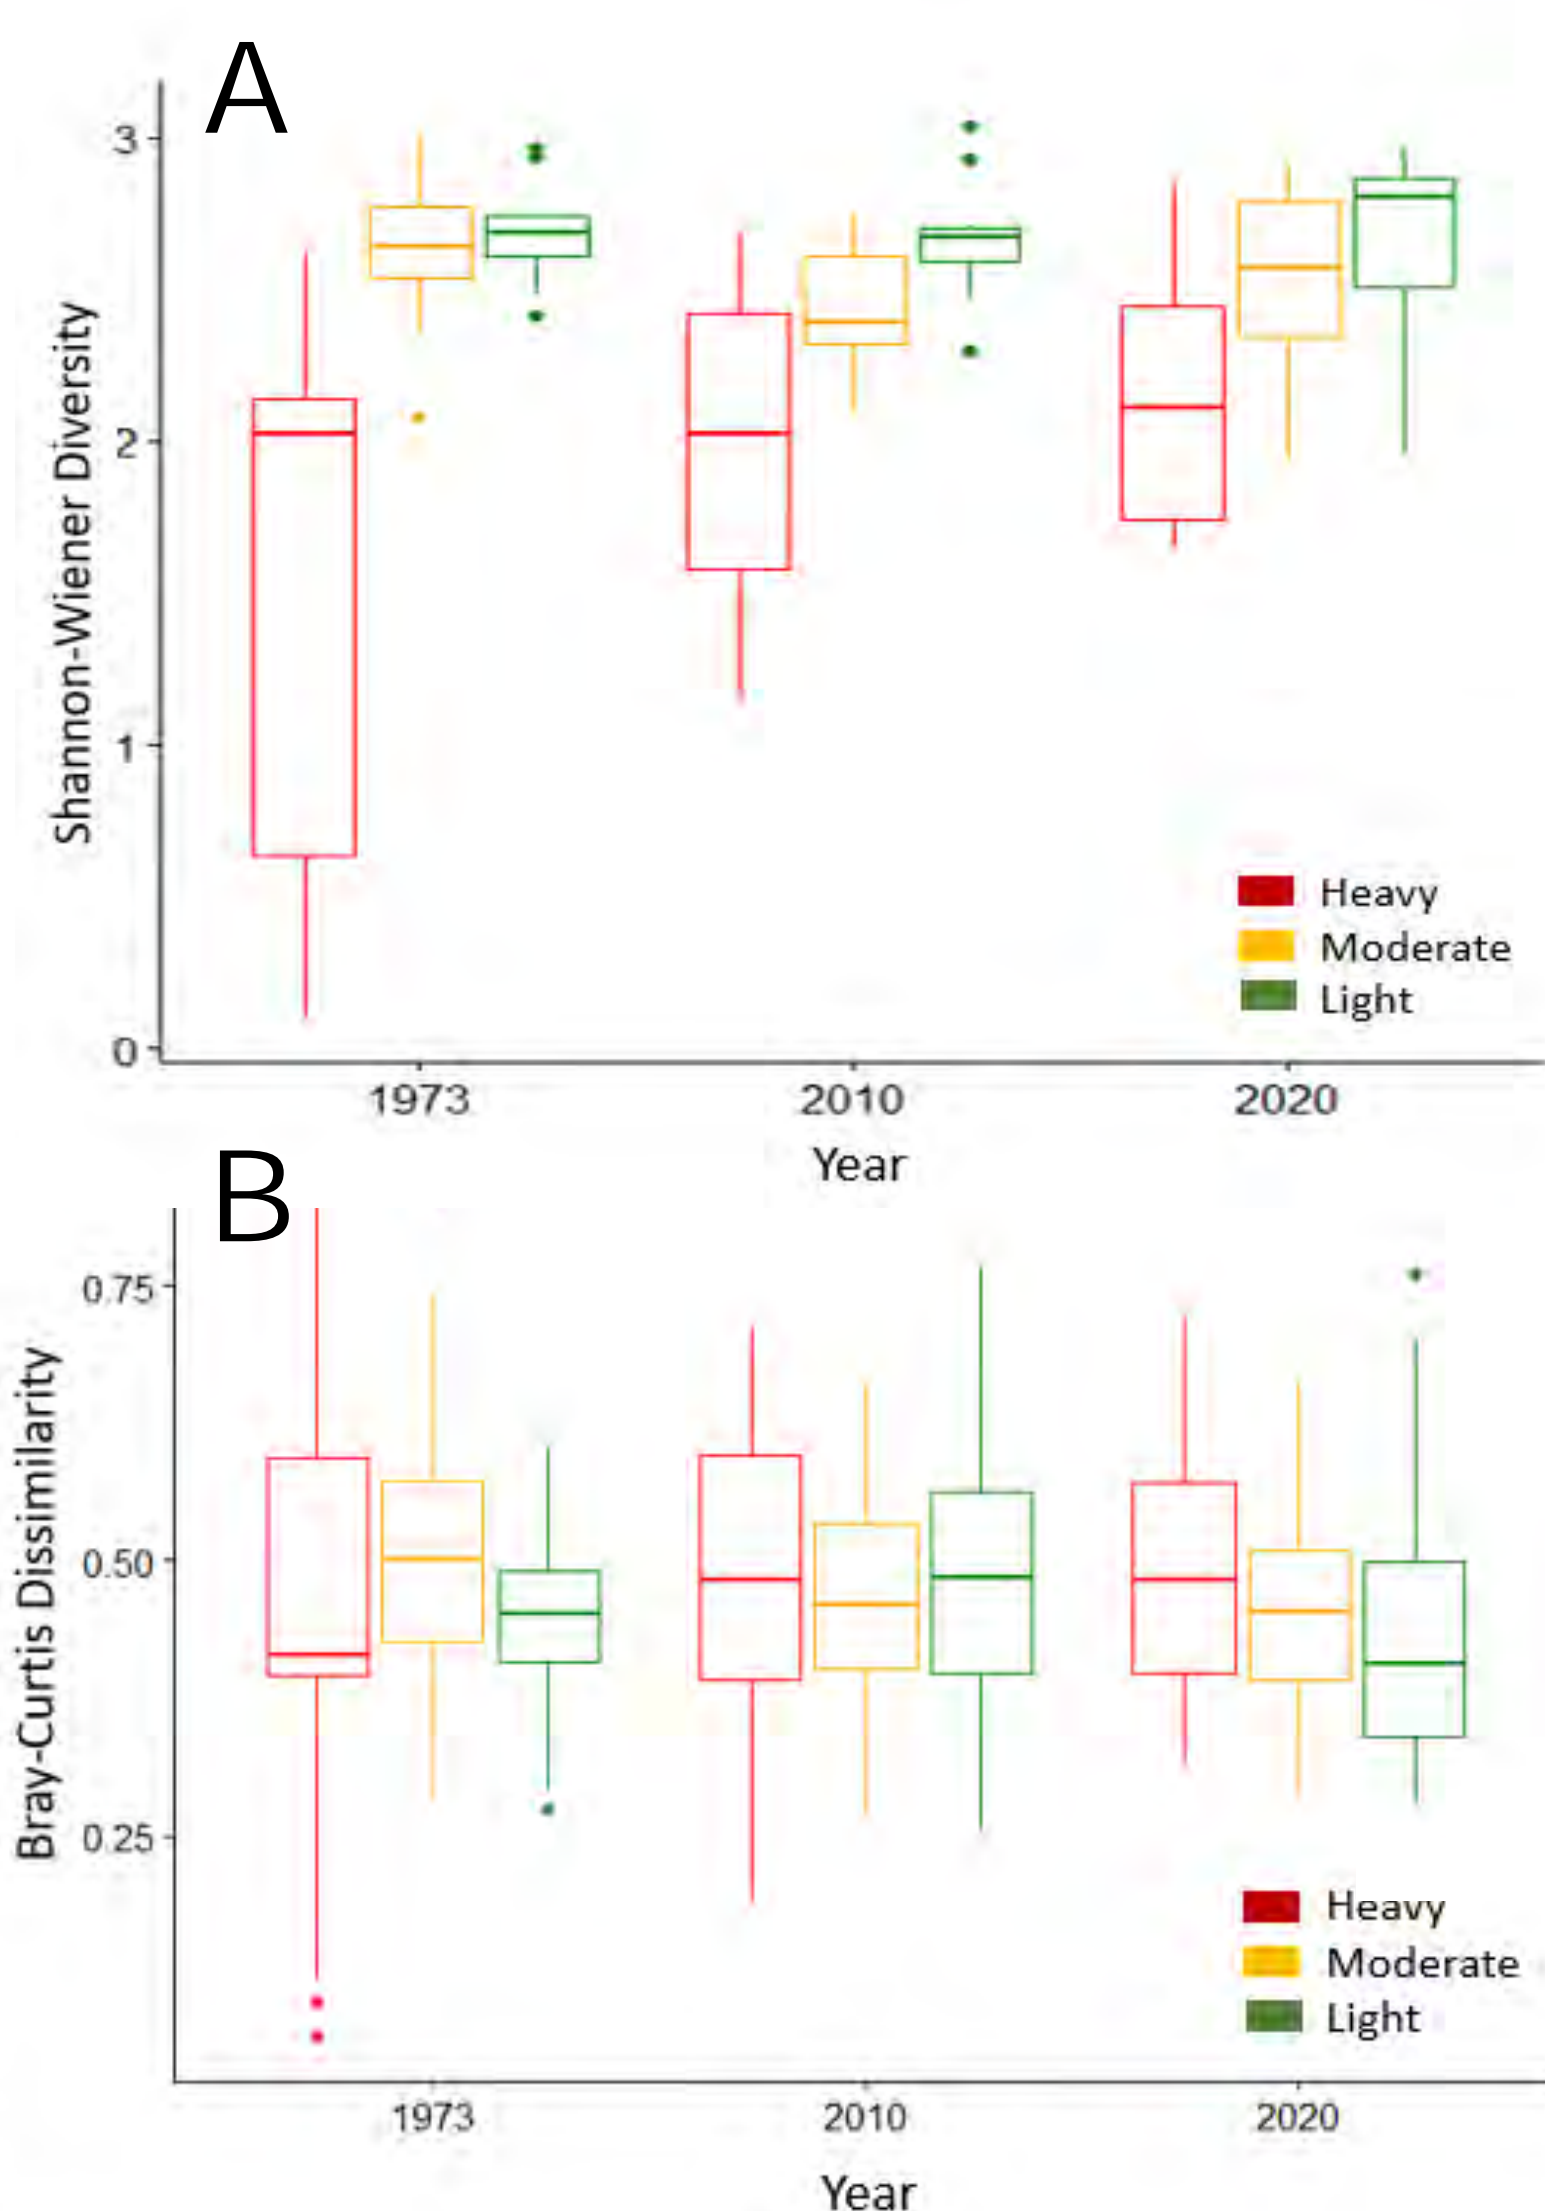 A
3
2
1
0
Shannon-Wiener Diversity
Heavy
Moderate
Light
1973 2010 2020
Year
B
0.75
0.50
0.25
Bray-Curtis Dissimilarity
Heavy
Moderate
Light
1973 2010 2020
Year